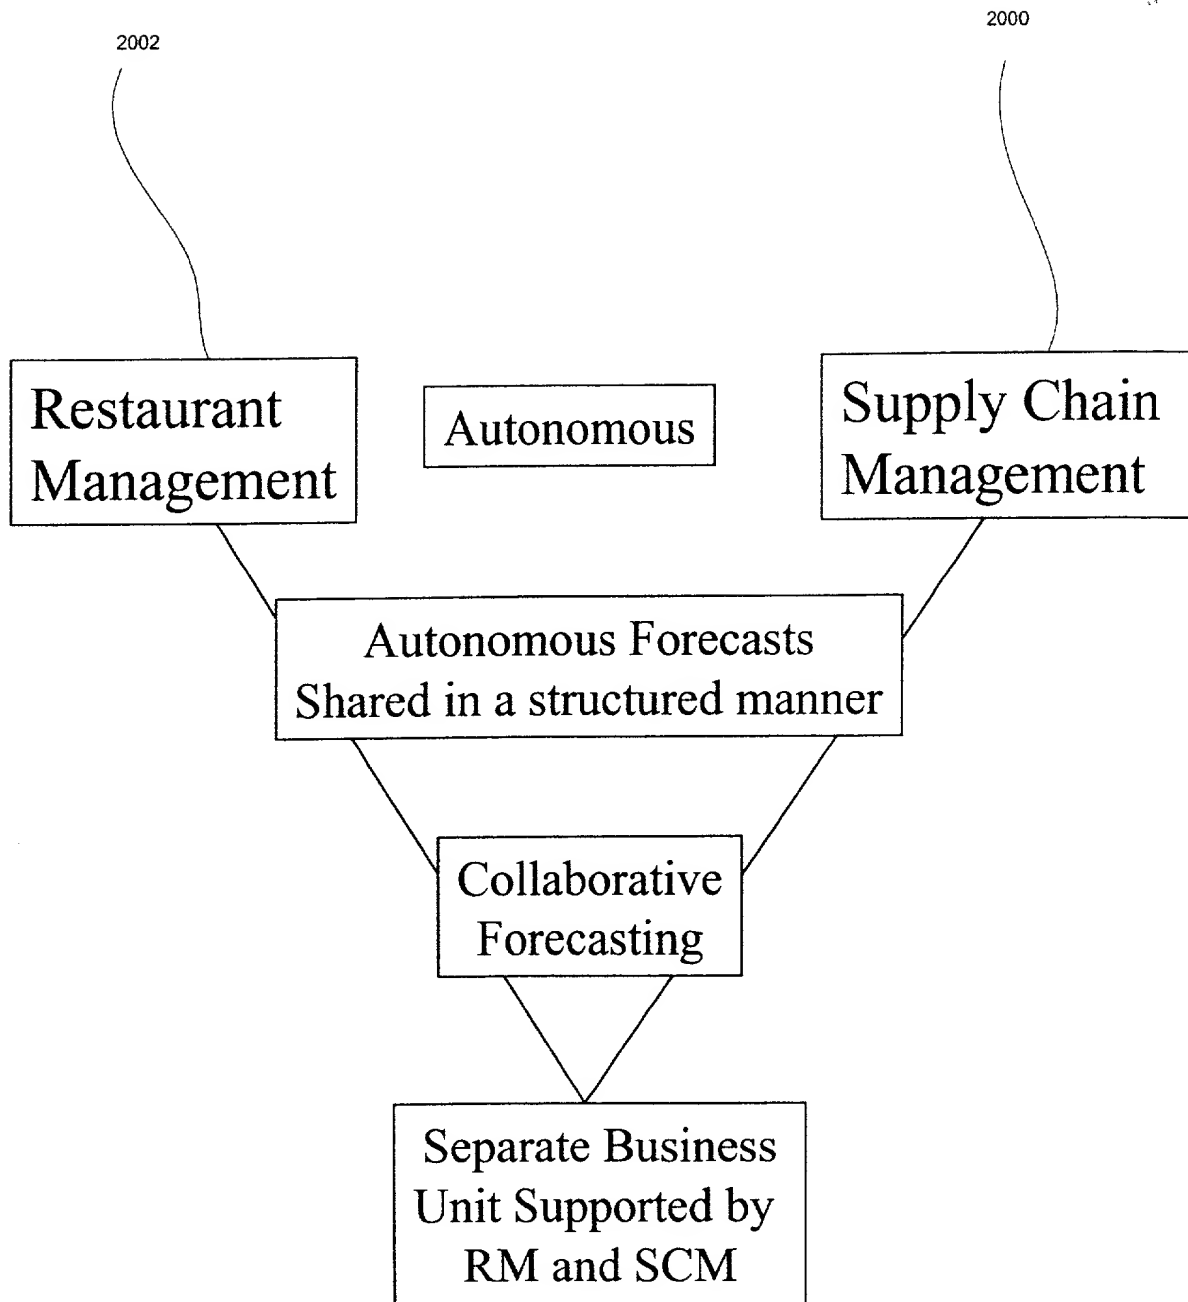 2002
2000
Restaurant
Management
Autonomous
Supply Chain
Management
Autonomous Forecasts
Shared in a structured manner
Collaborative
Forecasting
Separate Business
Unit Supported by
RM and SCM